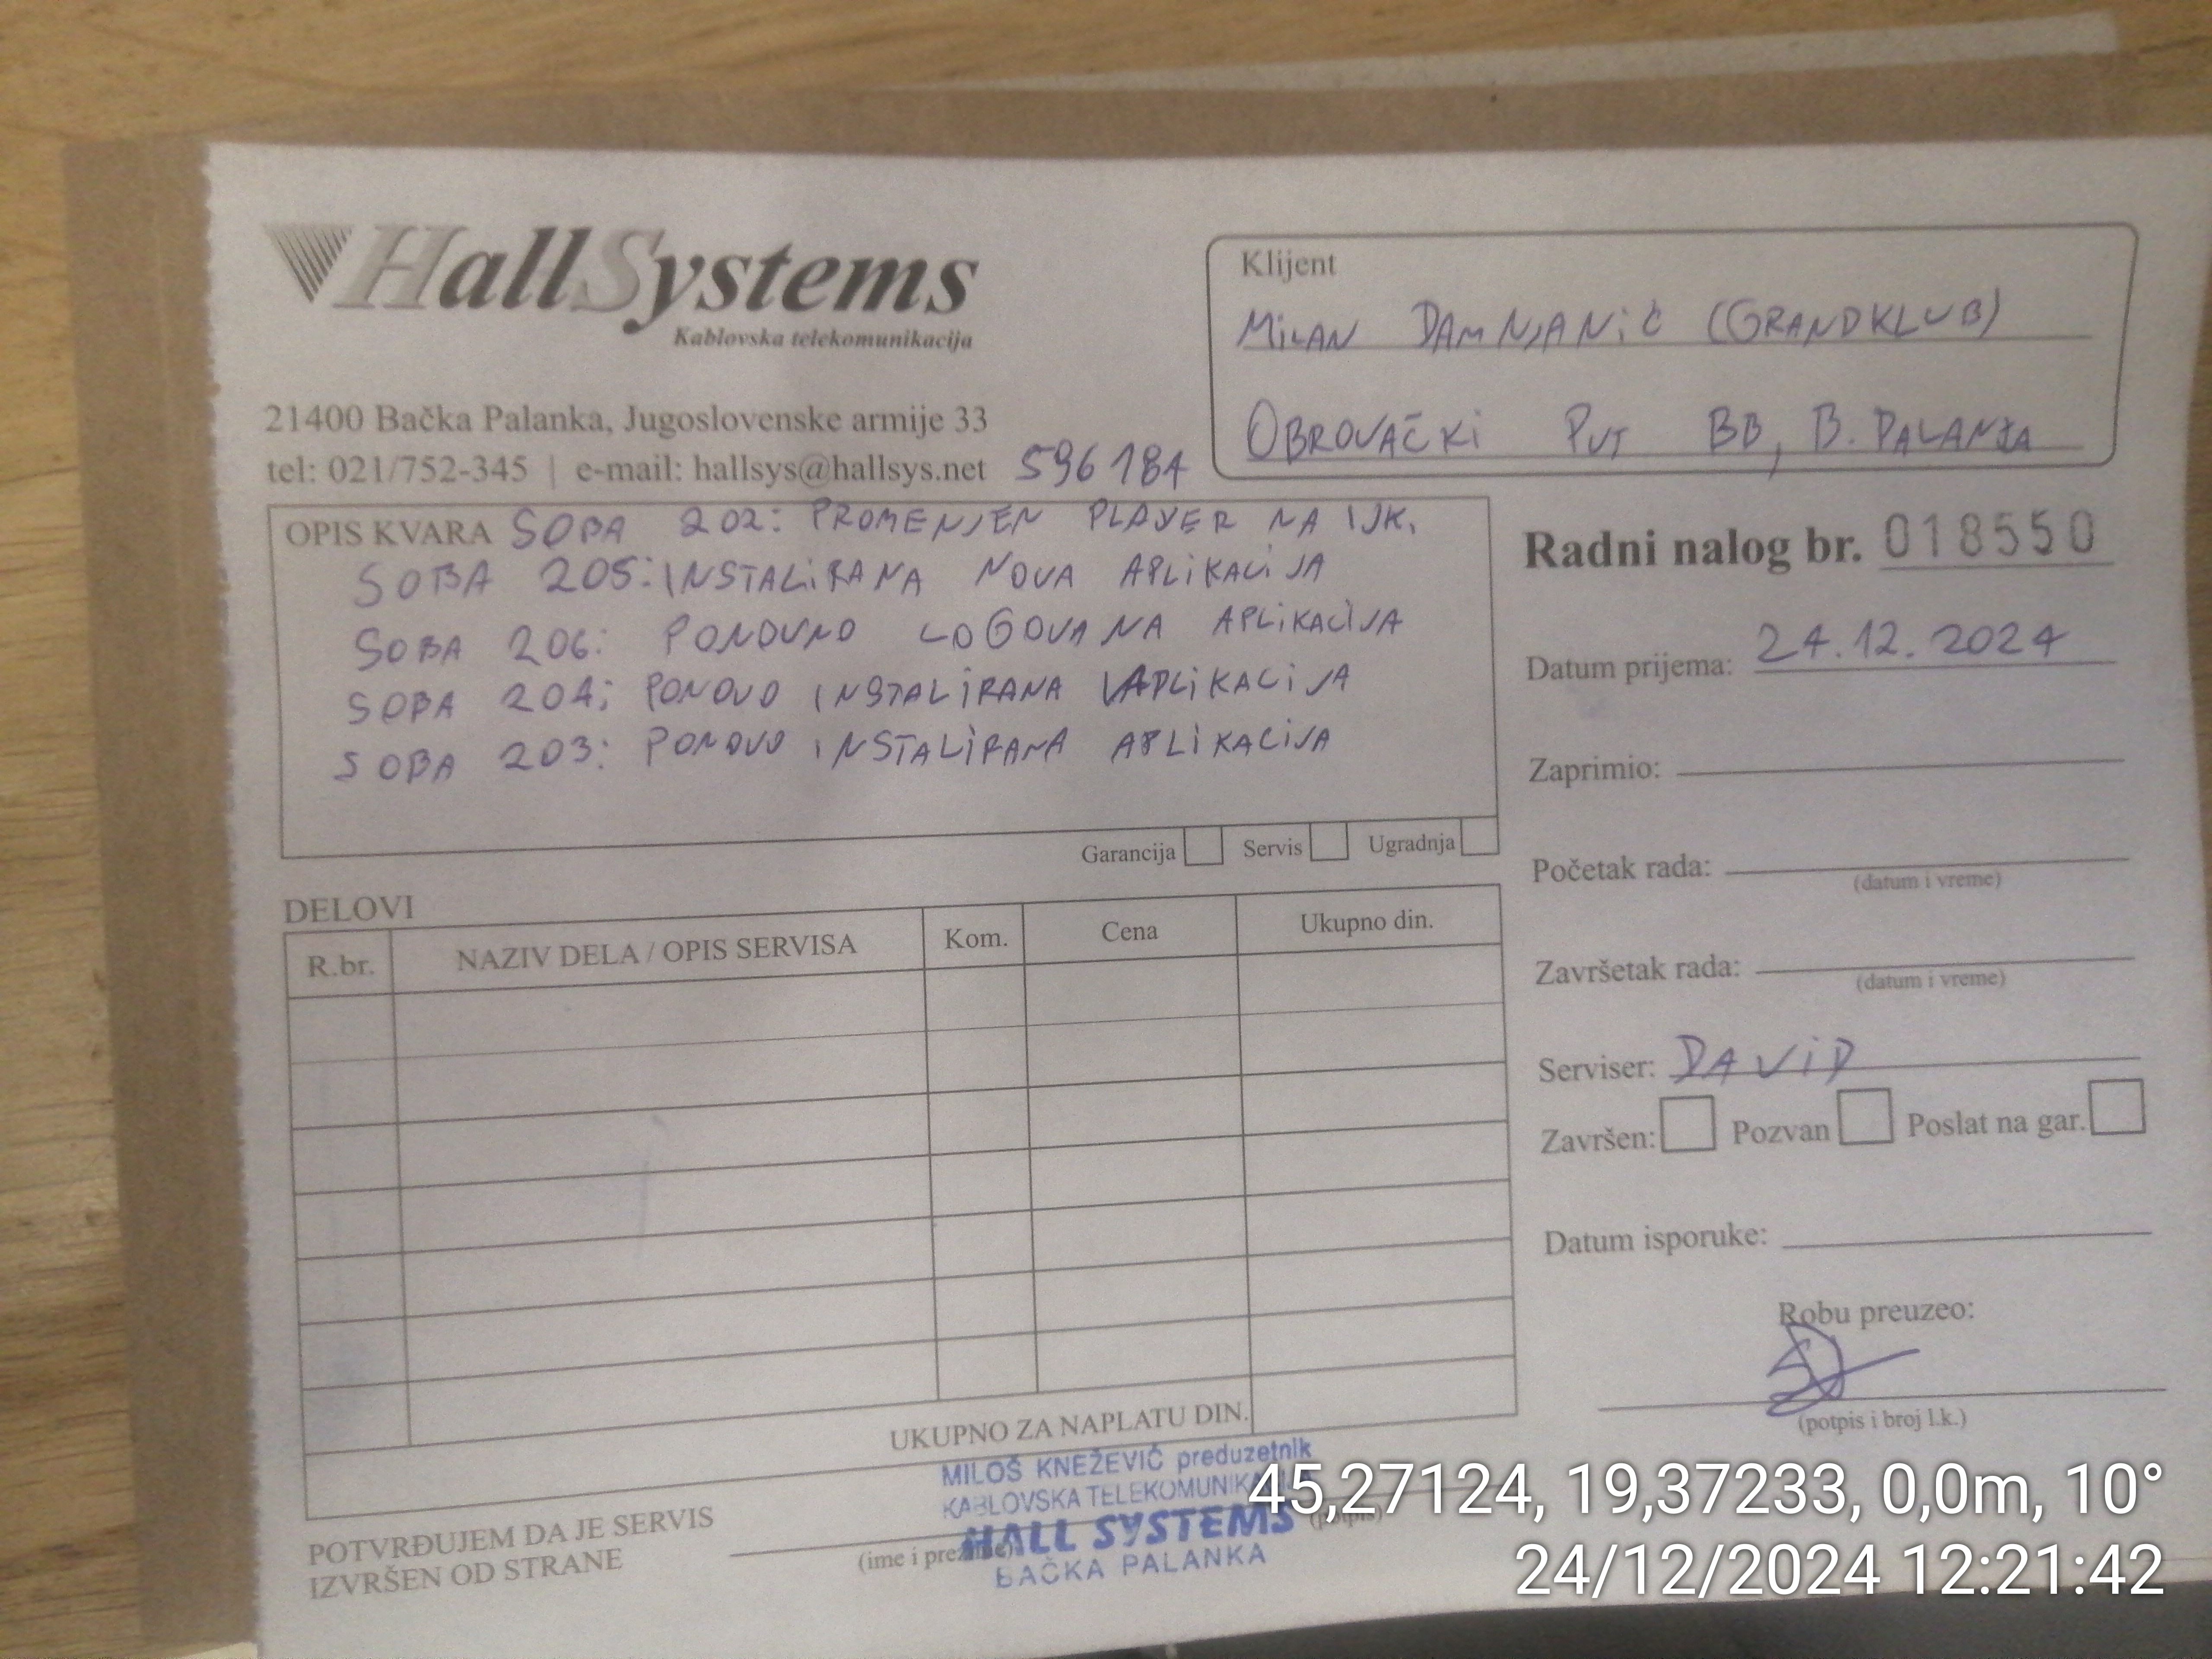 HallSystems
Kablovska telekomunikacija
21400 Bačka Palanka, Jugoslovenske armije 33
tel: 021/752-345 | e-mail: hallsys@hallsys.net
596184
Klijent
MILAN DAMNJANIĆ (GRANDKLUB)
OBROVAČKI PUT BB, B. PALANKA
OPIS KVARA SOBA 202: PROMENJEN PLAYER NA IJK.
SOBA 205: INSTALIRANA NOVA APLIKACIJA
SOBA 206: PONOVNO LOGOVANA APLIKACIJA
SOBA 204: PONOVO INSTALIRANA APLIKACIJA
SOBA 203: PONOVO INSTALIRANA APLIKACIJA
Garancija Servis Ugradnja
Radni nalog br. 018550
Datum prijema: 24.12.2024
Zaprimio:
Početak rada:
(datum i vreme)
Završetak rada:
(datum i vreme)
Serviser: DAVID
Završen: Pozvan Poslat na gar.
Datum isporuke:
Robu preuzeo:
(potpis i broj l.k.)
DELOVI
R.br. NAZIV DELA / OPIS SERVISA Kom. Cena Ukupno din.
UKUPNO ZA NAPLATU DIN.
POTVRĐUJEM DA JE SERVIS
IZVRŠEN OD STRANE
(ime i prezime)
(potpis)
MILOŠ KNEŽEVIĆ preduzetnik
KABLOVSKA TELEKOMUNIKACIJA
HALL SYSTEMS
BAČKA PALANKA
45,27124, 19,37233, 0,0m, 10°
24/12/2024 12:21:42